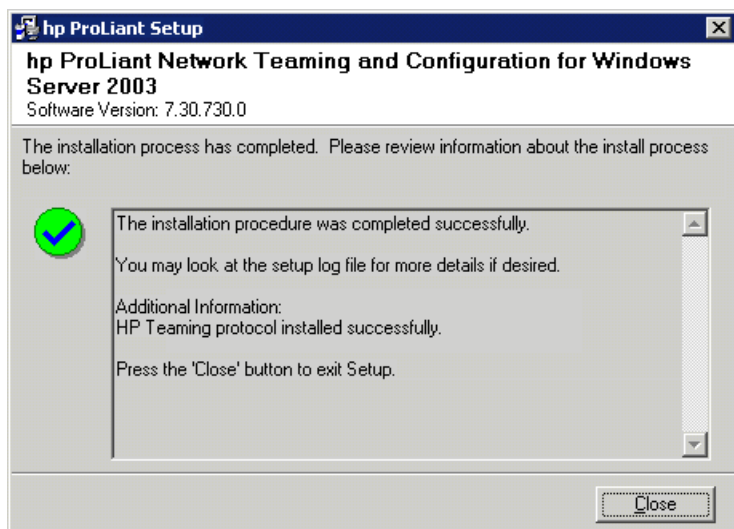 hp ProLiant Setup
hp ProLiant Network Teaming and Configuration for Windows
Server 2003
Software Version: 7.30.730.0
The installation process has completed. Please review information about the install process
below:
The installation procedure was completed successfully.
You may look at the setup log file for more details if desired.
Additional Information:
HP Teaming protocol installed successfully.
Press the 'Close' button to exit Setup.
Close